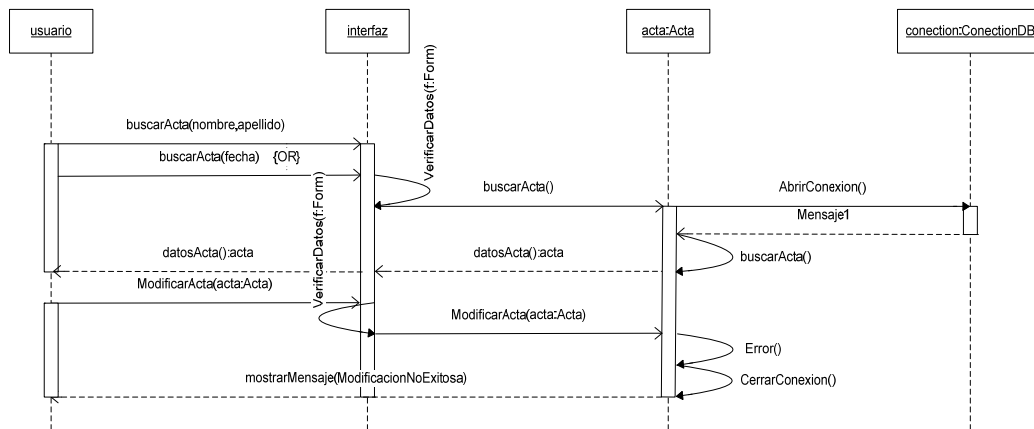 usuario
interfaz
acta:Acta
conection:ConectionDB
VerificarDatos(f:Form)
buscarActa(nombre,apellido)
buscarActa(fecha) {OR}
buscarActa()
AbrirConexion()
Mensaje1
VerificarDatos(f:Form)
datosActa():acta
datosActa():acta
buscarActa()
ModificarActa(acta:Acta)
ModificarActa(acta:Acta)
Error()
mostrarMensaje(ModificacionNoExitosa)
CerrarConexion()